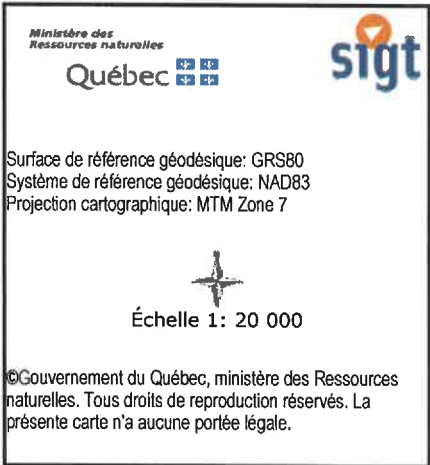 Ministère des
Ressources naturelles
Québec
sigt
Surface de référence géodésique: GRS80
Système de référence géodésique: NAD83
Projection cartographique: MTM Zone 7
Échelle 1: 20 000
©Gouvernement du Québec, ministère des Ressources
naturelles. Tous droits de reproduction réservés. La
présente carte n'a aucune portée légale.